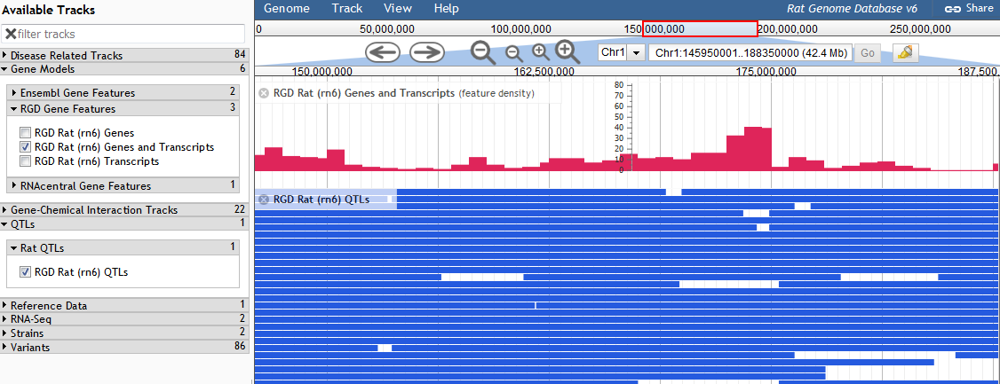 Available Tracks
filter tracks
Disease Related Tracks 84
Gene Models 6
Ensembl Gene Features 2
RGD Gene Features 3
RGD Rat (rn6) Genes
RGD Rat (rn6) Genes and Transcripts
RGD Rat (rn6) Transcripts
RNAcentral Gene Features 1
Gene-Chemical Interaction Tracks 22
QTLs 1
Rat QTLs 1
RGD Rat (rn6) QTLs
Reference Data 1
RNA-Seq 2
Strains 2
Variants 86
Genome Track View Help Rat Genome Database v6 Share
0 50,000,000 100,000,000 150,000,000 200,000,000 250,000,000
Chr1 Chr1:145950001..188350000 (42.4 Mb) Go
150,000,000 162,500,000 175,000,000 187,500,
RGD Rat (rn6) Genes and Transcripts (feature density)
80
70
60
50
40
30
20
10
0
RGD Rat (rn6) QTLs